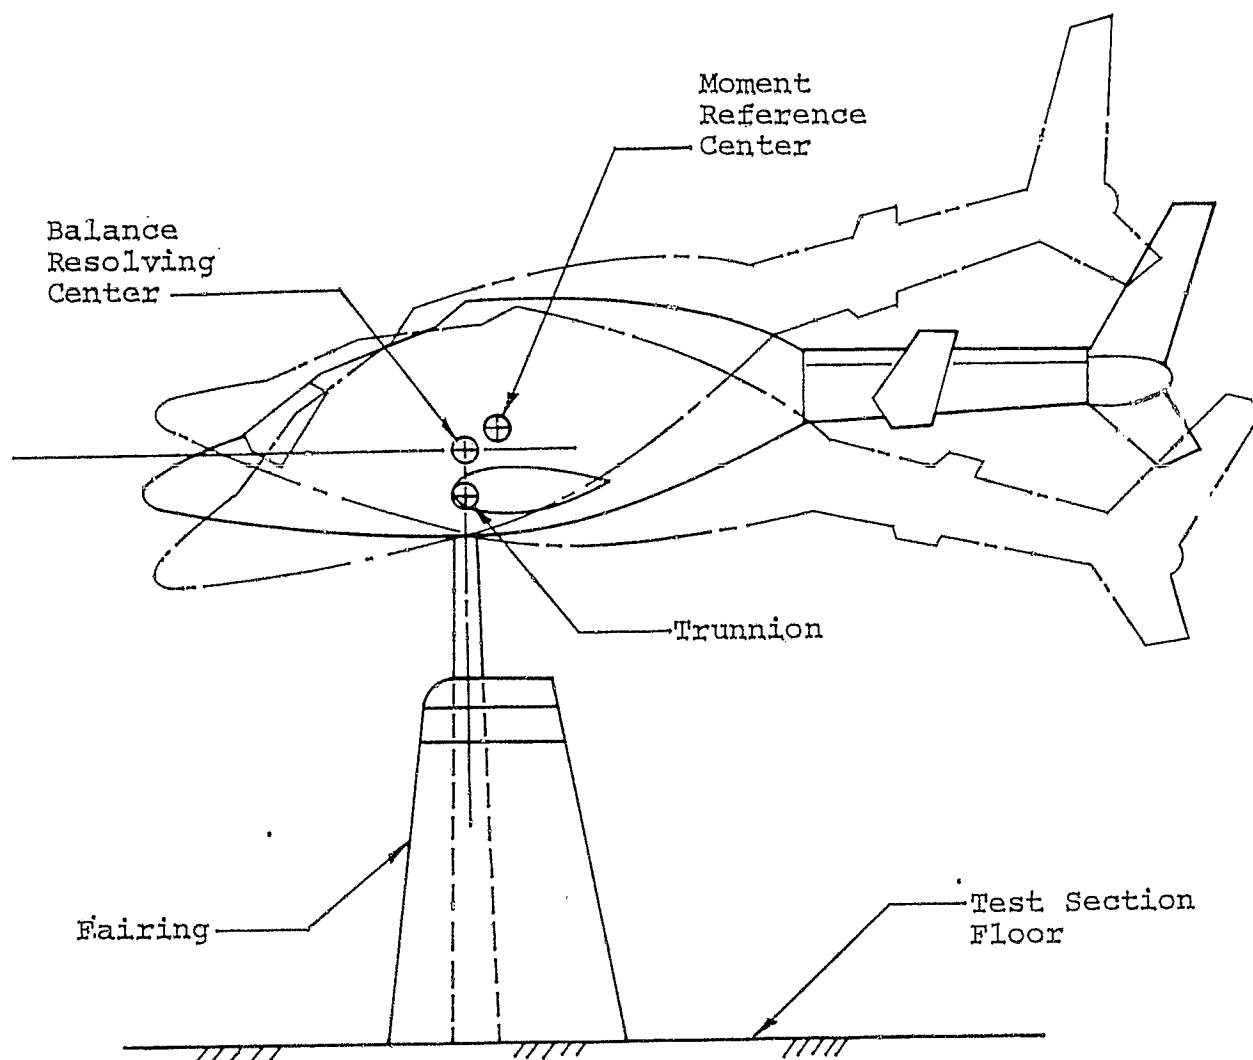 Moment
Reference
Center
Balance
Resolving
Center
Trunnion
Fairing
Test Section
Floor